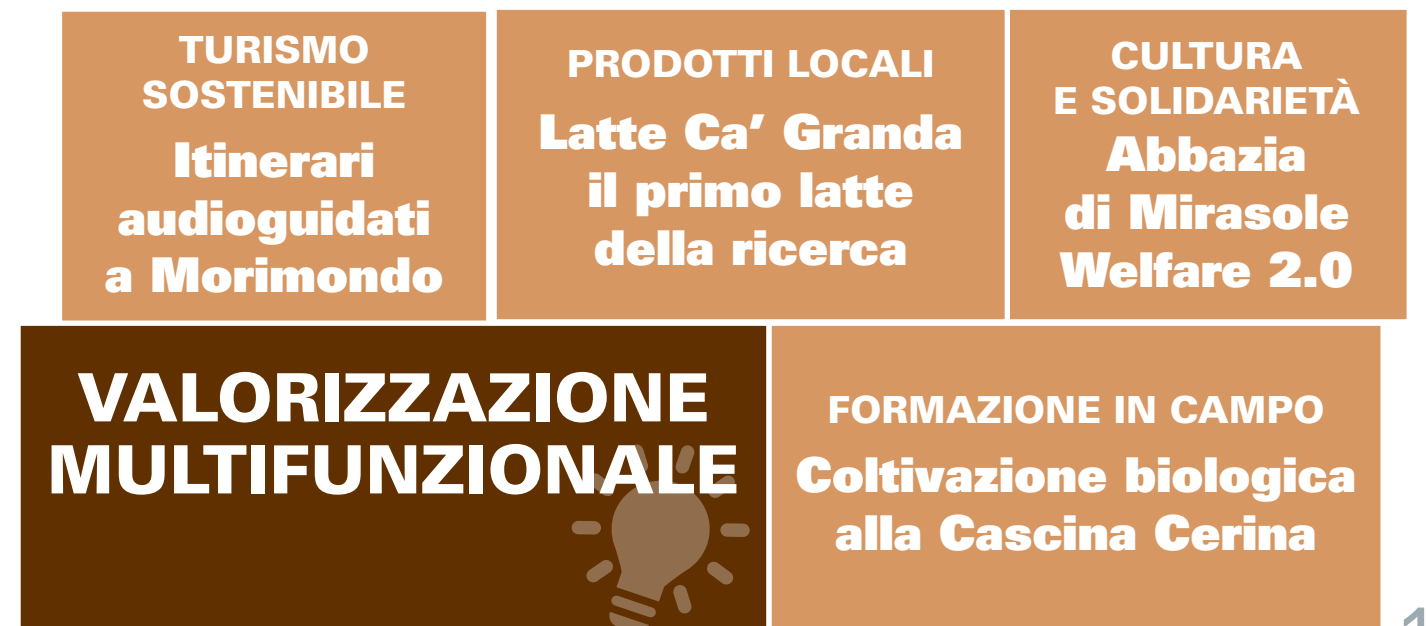 TURISMO
SOSTENIBILE
Itinerari
audioguidati
a Morimondo
PRODOTTI LOCALI
Latte Ca’ Granda
il primo latte
della ricerca
CULTURA
E SOLIDARIETÀ
Abbazia
di Mirasole
Welfare 2.0
VALORIZZAZIONE
MULTIFUNZIONALE
FORMAZIONE IN CAMPO
Coltivazione biologica
alla Cascina Cerina